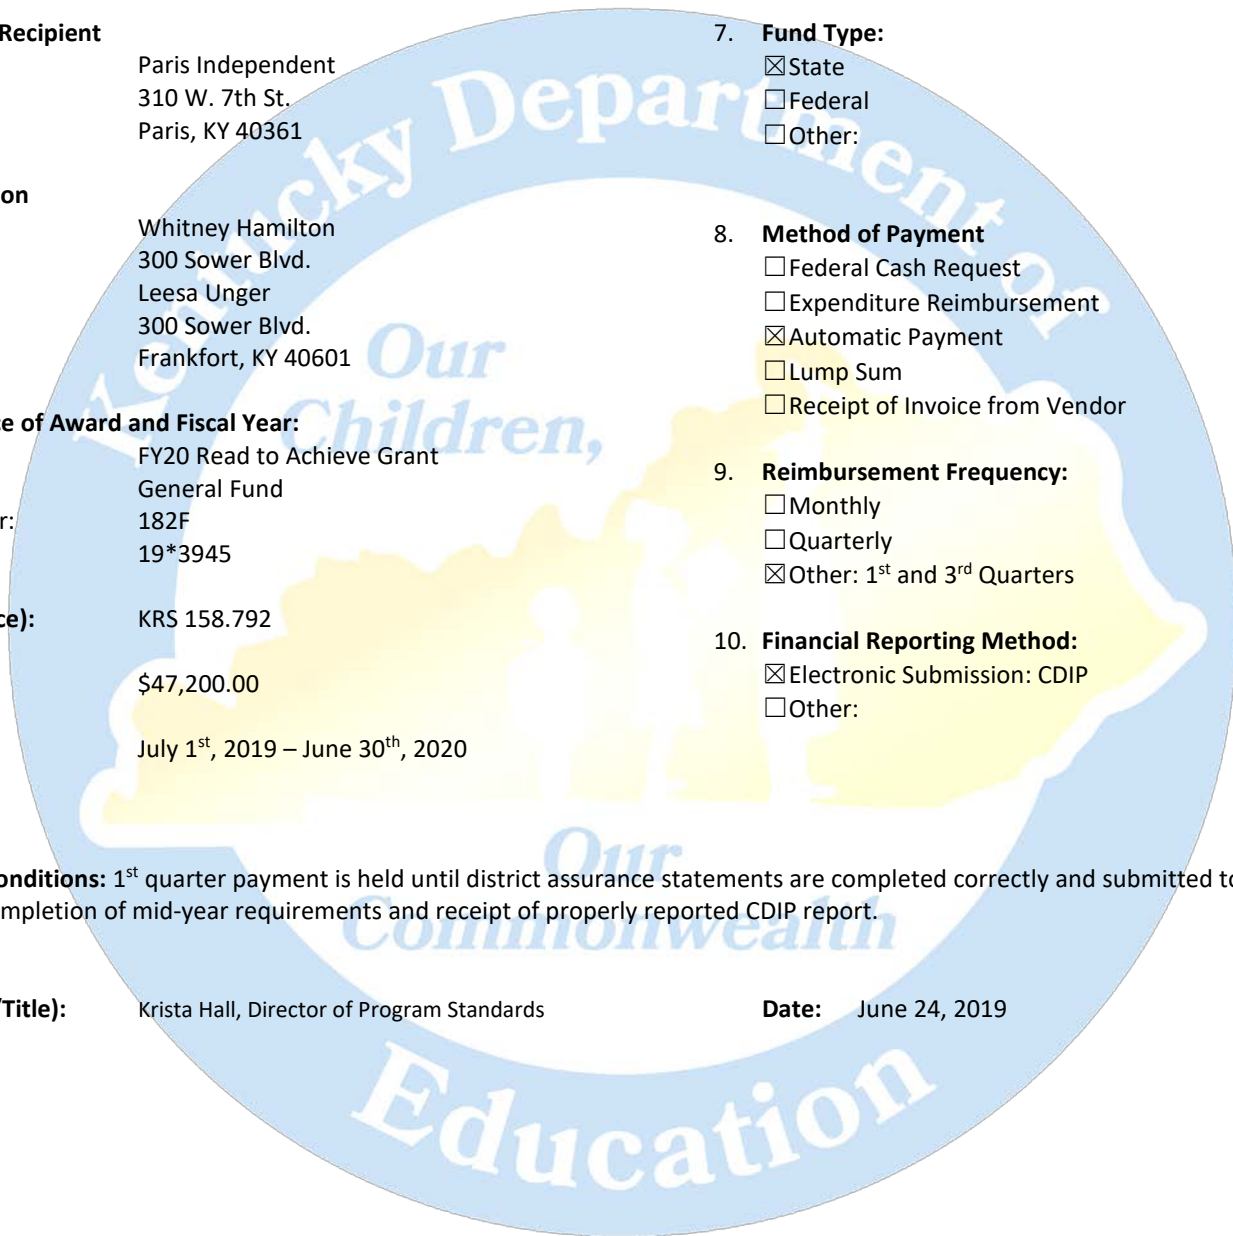 Recipient
Paris Independent
310 W. 7th St.
Paris, KY 40361
on
Whitney Hamilton
300 Sower Blvd.
Leesa Unger
300 Sower Blvd.
Frankfort, KY 40601
ce of Award and Fiscal Year:
FY20 Read to Achieve Grant
General Fund
r: 182F
19*3945
ce): KRS 158.792
$47,200.00
July 1st, 2019 – June 30th, 2020
7. Fund Type:
☒State
☐Federal
☐Other:
8. Method of Payment
☐Federal Cash Request
☐Expenditure Reimbursement
☒Automatic Payment
☐Lump Sum
☐Receipt of Invoice from Vendor
9. Reimbursement Frequency:
☐Monthly
☐Quarterly
☒Other: 1st and 3rd Quarters
10. Financial Reporting Method:
☒Electronic Submission: CDIP
☐Other:
onditions: 1st quarter payment is held until district assurance statements are completed correctly and submitted to
mpletion of mid-year requirements and receipt of properly reported CDIP report.
/Title): Krista Hall, Director of Program Standards Date: June 24, 2019
Kentucky Department of
Our
Children,
Our
Commonwealth
Education